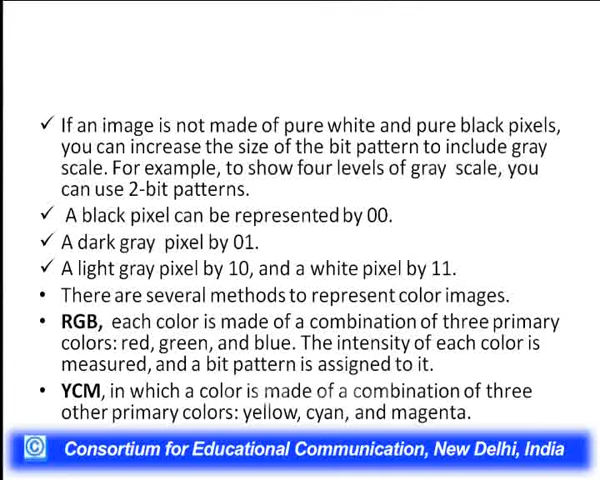 ✓ If an image is not made of pure white and pure black pixels,
you can increase the size of the bit pattern to include gray
scale. For example, to show four levels of gray scale, you
can use 2-bit patterns.
✓ A black pixel can be represented by 00.
✓ A dark gray pixel by 01.
✓ A light gray pixel by 10, and a white pixel by 11.
• There are several methods to represent color images.
• RGB, each color is made of a combination of three primary
colors: red, green, and blue. The intensity of each color is
measured, and a bit pattern is assigned to it.
• YCM, in which a color is made of a combination of three
other primary colors: yellow, cyan, and magenta.
© Consortium for Educational Communication, New Delhi, India